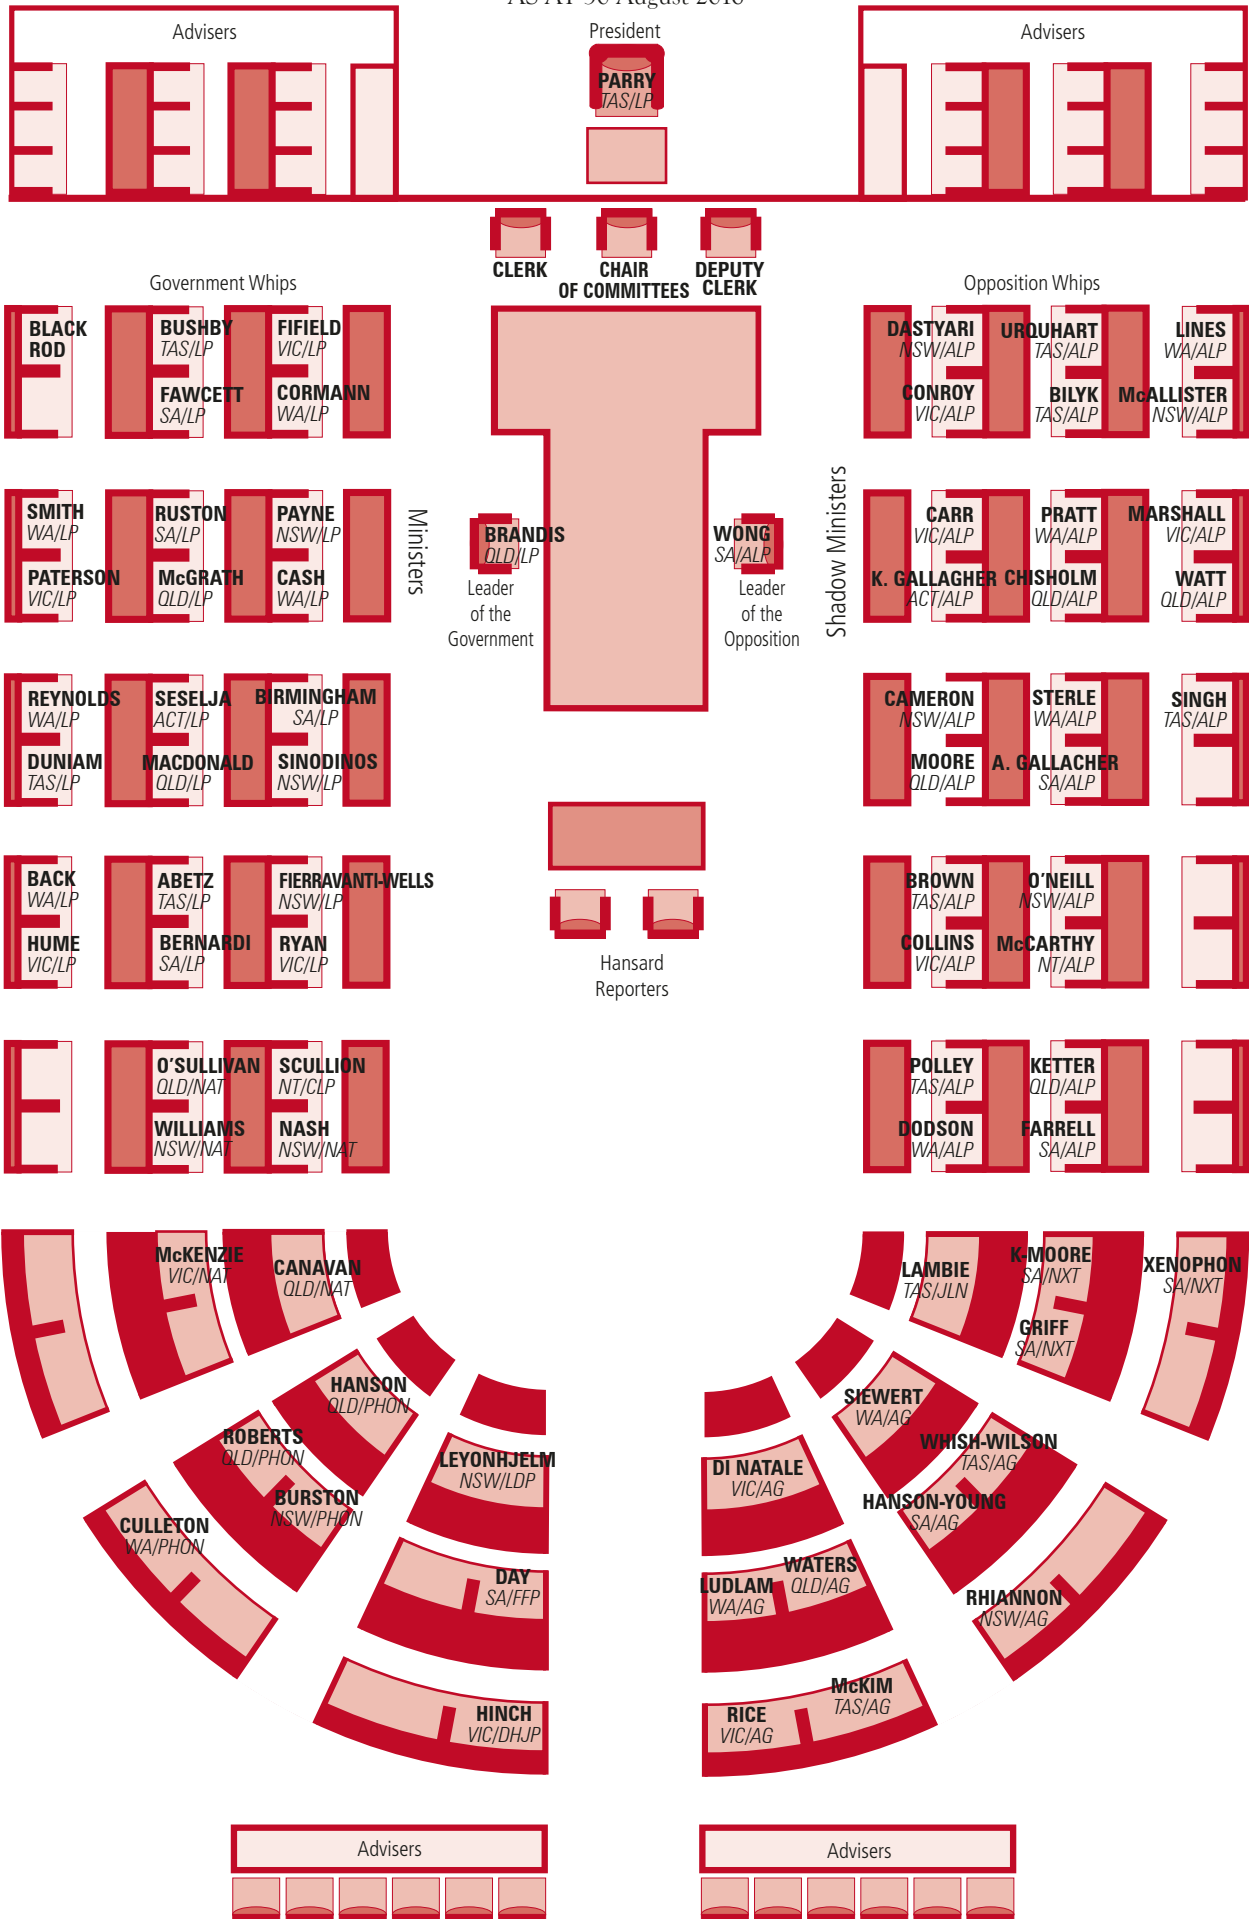 AS AT 30 August 2016
Advisers
President
Advisers
PARRY
TAS/LP
CLERK
CHAIR
OF COMMITTEES
DEPUTY
CLERK
Government Whips
Opposition Whips
BLACK
ROD
BUSHBY
TAS/LP
FIFIELD
VIC/LP
FAWCETT
SA/LP
CORMANN
WA/LP
DASTYARI
NSW/ALP
URQUHART
TAS/ALP
LINES
WA/ALP
CONROY
VIC/ALP
BILYK
TAS/ALP
McALLISTER
NSW/ALP
SMITH
WA/LP
RUSTON
SA/LP
PAYNE
NSW/LP
PATERSON
VIC/LP
McGRATH
QLD/LP
CASH
WA/LP
Ministers
BRANDIS
QLD/LP
Leader
of the
Government
WONG
SA/ALP
Leader
of the
Opposition
Shadow Ministers
CARR
VIC/ALP
PRATT
WA/ALP
MARSHALL
VIC/ALP
K. GALLAGHER
ACT/ALP
CHISHOLM
QLD/ALP
WATT
QLD/ALP
REYNOLDS
WA/LP
SESELJA
ACT/LP
BIRMINGHAM
SA/LP
DUNIAM
TAS/LP
MACDONALD
QLD/LP
SINODINOS
NSW/LP
CAMERON
NSW/ALP
STERLE
WA/ALP
SINGH
TAS/ALP
MOORE
QLD/ALP
A. GALLACHER
SA/ALP
BACK
WA/LP
ABETZ
TAS/LP
FIERRAVANTI-WELLS
NSW/LP
HUME
VIC/LP
BERNARDI
SA/LP
RYAN
VIC/LP
Hansard
Reporters
BROWN
TAS/ALP
O'NEILL
NSW/ALP
COLLINS
VIC/ALP
McCARTHY
NT/ALP
O'SULLIVAN
QLD/NAT
SCULLION
NT/CLP
WILLIAMS
NSW/NAT
NASH
NSW/NAT
POLLEY
TAS/ALP
KETTER
QLD/ALP
DODSON
WA/ALP
FARRELL
SA/ALP
McKENZIE
VIC/NAT
CANAVAN
QLD/NAT
LAMBIE
TAS/JLN
K-MOORE
SA/NXT
XENOPHON
SA/NXT
GRIFF
SA/NXT
HANSON
QLD/PHON
ROBERTS
QLD/PHON
BURSTON
NSW/PHON
CULLETON
WA/PHON
LEYONHJELM
NSW/LDP
DAY
SA/FFP
HINCH
VIC/DHJP
SIEWERT
WA/AG
WHISH-WILSON
TAS/AG
HANSON-YOUNG
SA/AG
RHIANNON
NSW/AG
DI NATALE
VIC/AG
WATERS
QLD/AG
LUDLAM
WA/AG
McKIM
TAS/AG
RICE
VIC/AG
Advisers
Advisers